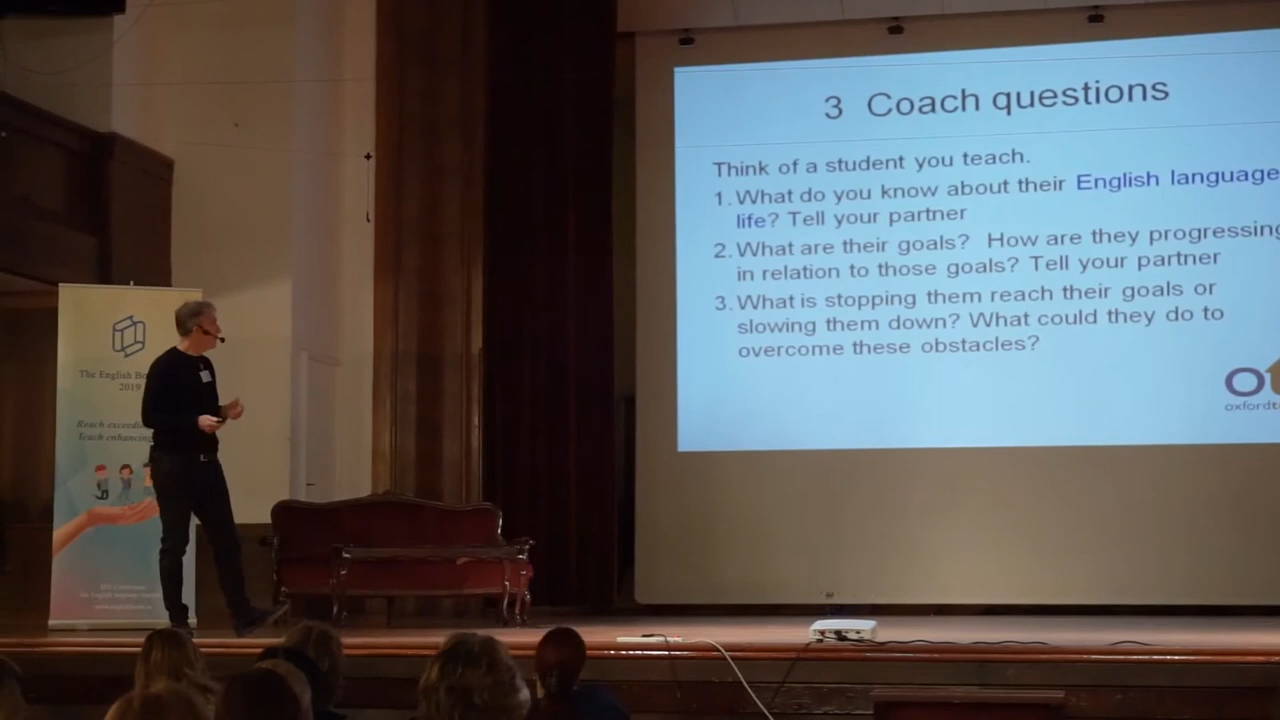 3 Coach questions
Think of a student you teach.
1. What do you know about their English language
life? Tell your partner
2. What are their goals? How are they progressing
in relation to those goals? Tell your partner
3. What is stopping them reach their goals or
slowing them down? What could they do to
overcome these obstacles?
The English Bo
2019
Reach exceedin
Teach enhancing